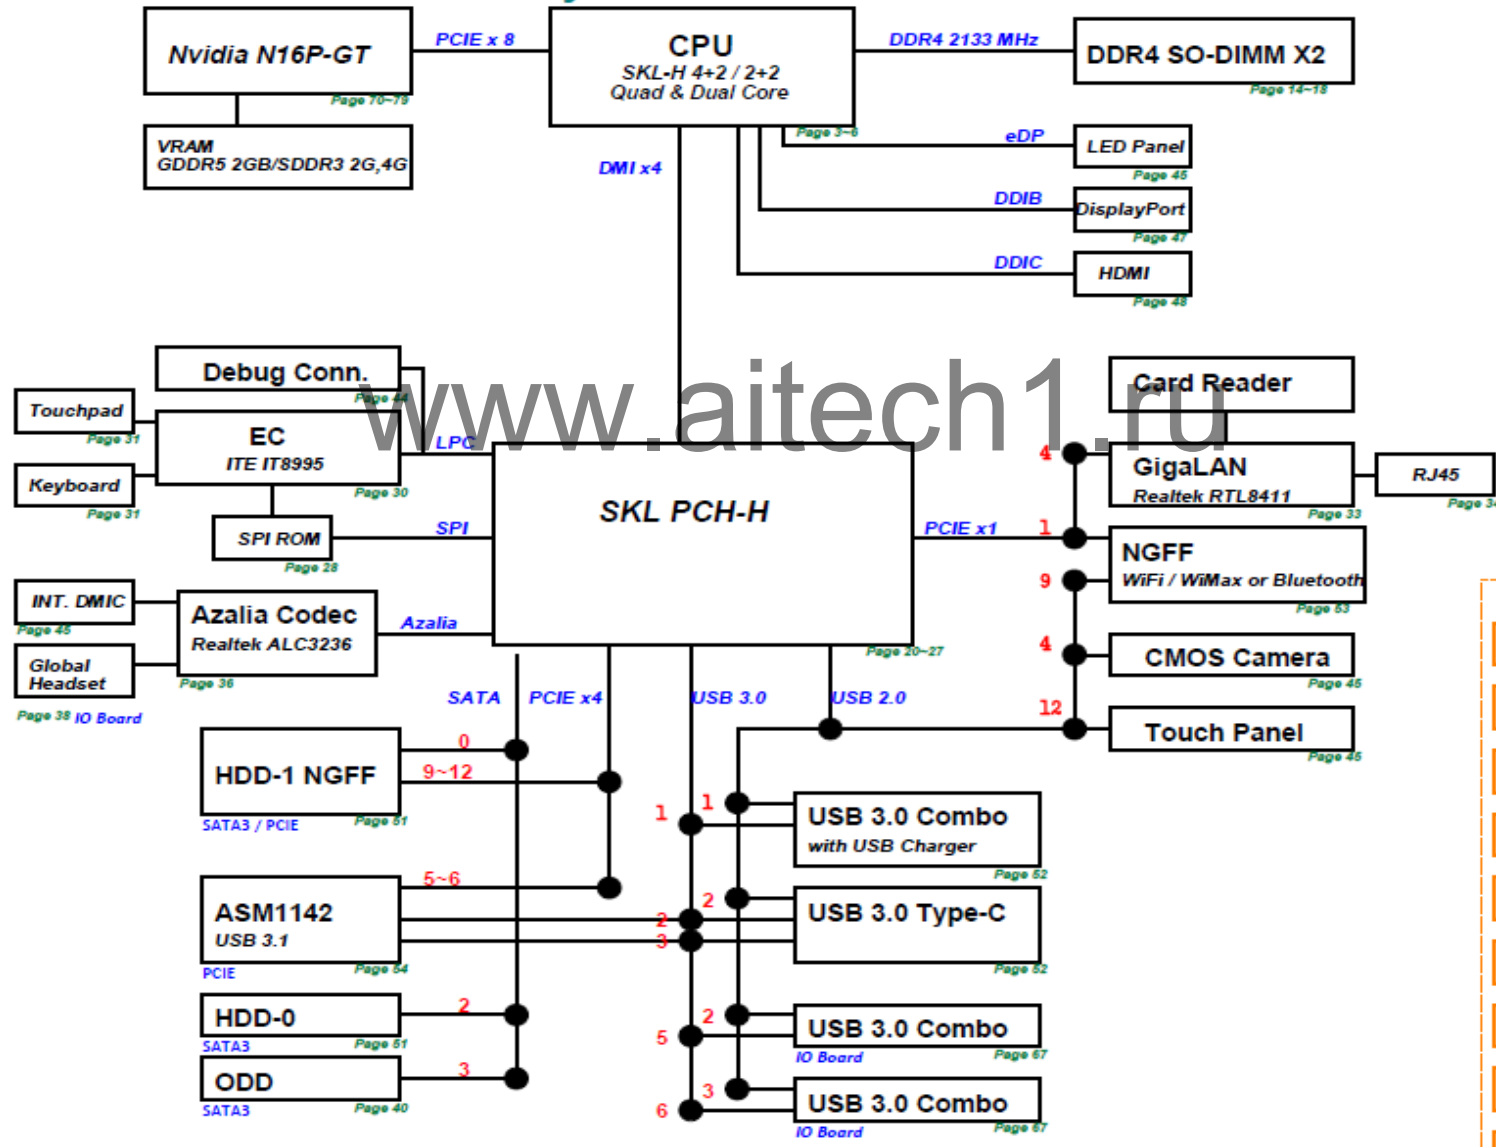 Nvidia N16P-GT
Page 70~79
PCIE x 8
CPU
SKL-H 4+2 / 2+2
Quad & Dual Core
Page 3~6
DDR4 2133 MHz
DDR4 SO-DIMM X2
Page 14~18
VRAM
GDDR5 2GB/SDDR3 2G,4G
DMI x4
eDP
LED Panel
Page 45
DDIB
DisplayPort
Page 47
DDIC
HDMI
Page 48
www.aitech1.ru
Debug Conn.
Page 44
Touchpad
Page 31
EC
ITE IT8995
Page 30
LPC
Keyboard
Page 31
SPI ROM
Page 28
SPI
SKL PCH-H
Page 20~27
PCIE x1
Card Reader
4
GigaLAN
Realtek RTL8411
Page 33
RJ45
1
NGFF
WiFi / WiMax or Bluetooth
Page 53
9
INT. DMIC
Page 45
Azalia Codec
Realtek ALC3236
Page 36
Azalia
Global
Headset
Page 38 IO Board
4
CMOS Camera
Page 45
12
Touch Panel
Page 45
SATA
PCIE x4
USB 3.0
USB 2.0
HDD-1 NGFF
SATA3 / PCIE
Page 51
0
9~12
1
1
USB 3.0 Combo
with USB Charger
Page 52
ASM1142
USB 3.1
PCIE
Page 54
5~6
2
2
3
USB 3.0 Type-C
Page 52
HDD-0
SATA3
Page 51
2
2
5
USB 3.0 Combo
IO Board
Page 67
ODD
SATA3
Page 40
3
3
6
USB 3.0 Combo
IO Board
Page 67